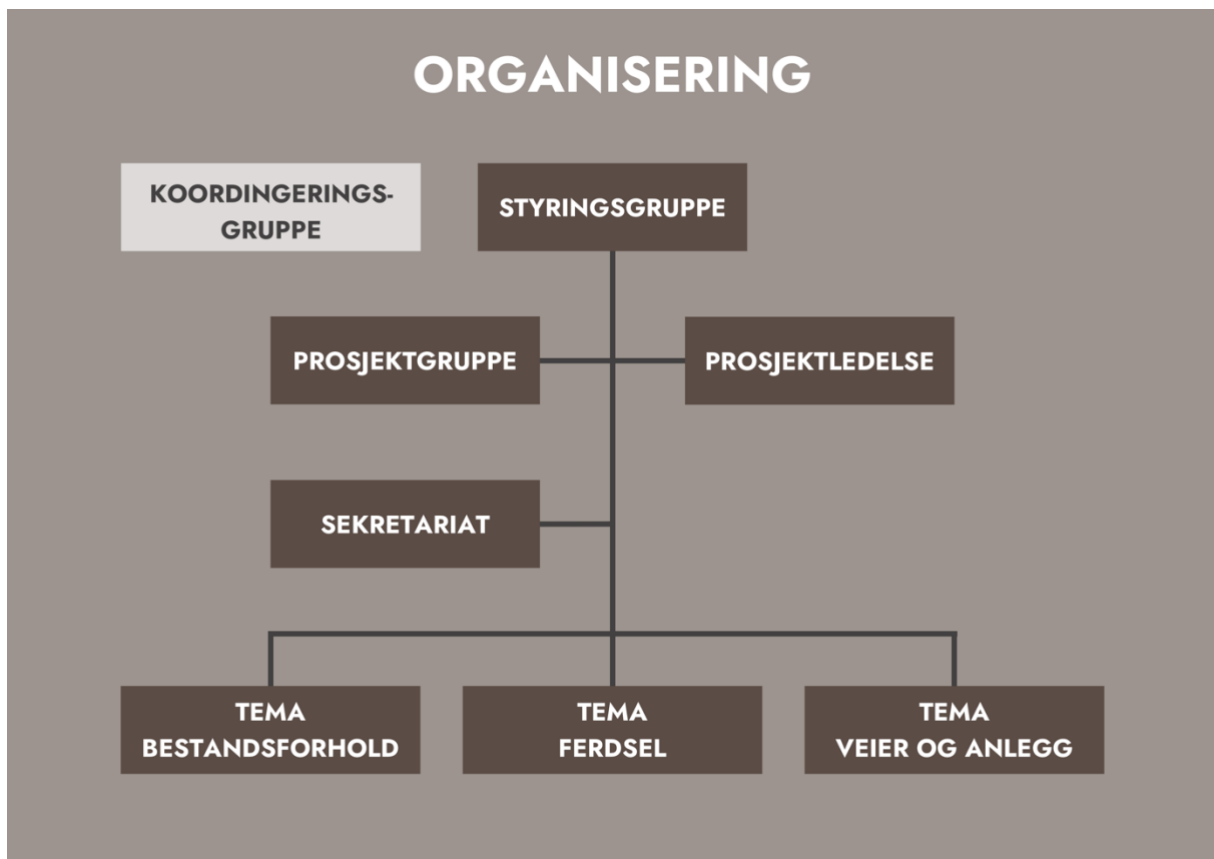 ORGANISERING
KOORDINGERINGS-
GRUPPE
STYRINGSGRUPPE
PROSJEKTGRUPPE
PROSJEKTLEDELSE
SEKRETARIAT
TEMA
BESTANDSFORHOLD
TEMA
FERDSEL
TEMA
VEIER OG ANLEGG